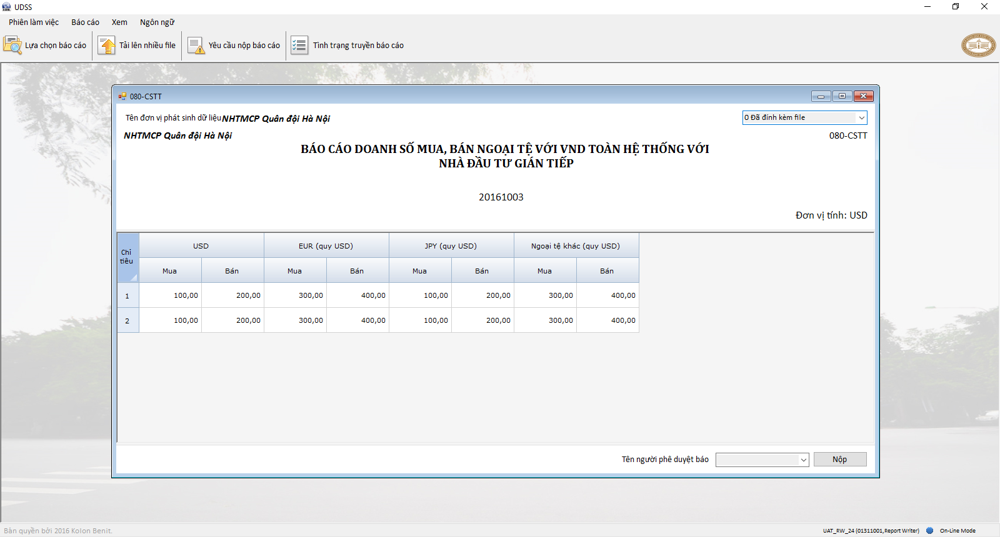 UDSS
Phiên làm việc Báo cáo Xem Ngôn ngữ
Lựa chọn báo cáo Tải lên nhiều file Yêu cầu nộp báo cáo Tình trạng truyền báo cáo
080-CSTT
Tên đơn vị phát sinh dữ liệu NHTMCP Quân đội Hà Nội 0 Đã đính kèm file
NHTMCP Quân đội Hà Nội 080-CSTT
BÁO CÁO DOANH SỐ MUA, BÁN NGOẠI TỆ VỚI VND TOÀN HỆ THỐNG VỚI
NHÀ ĐẦU TƯ GIÁN TIẾP
20161003
Đơn vị tính: USD
Chỉ tiêu USD EUR (quy USD) JPY (quy USD) Ngoại tệ khác (quy USD)
Mua Bán Mua Bán Mua Bán Mua Bán
1 100,00 200,00 300,00 400,00 100,00 200,00 300,00 400,00
2 100,00 200,00 300,00 400,00 100,00 200,00 300,00 400,00
Tên người phê duyệt báo Nộp
Bản quyền bởi 2016 Kolon Benit. UAT_RW_24 (01311001,Report Writer) On-Line Mode